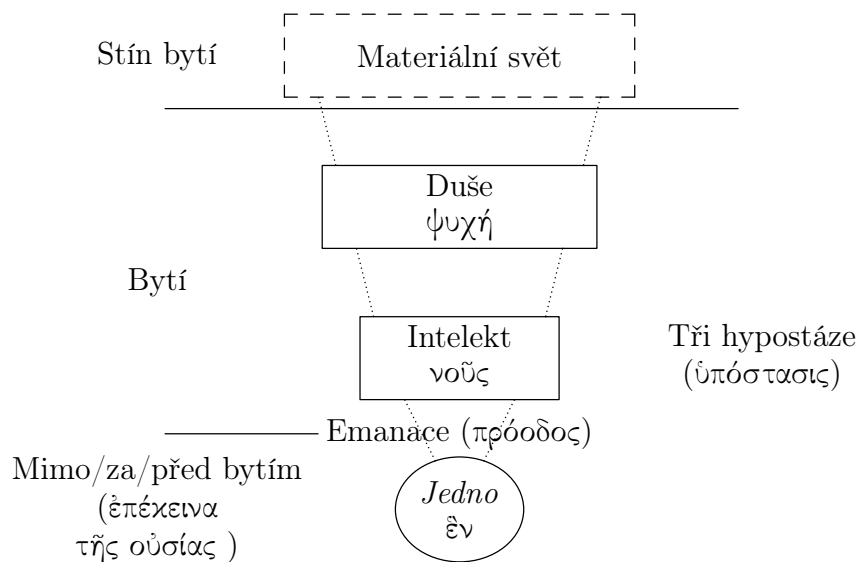 Stín bytí
Materiální svět
Duše
ψυχή
Bytí
Intelekt
νοῦς
Tři hypostáze
(ὑπόστασις)
Emanace (πρόοδος)
Mimo/za/před bytím
(ἐπέκεινα
τῆς οὐσίας )
Jedno
ἓν